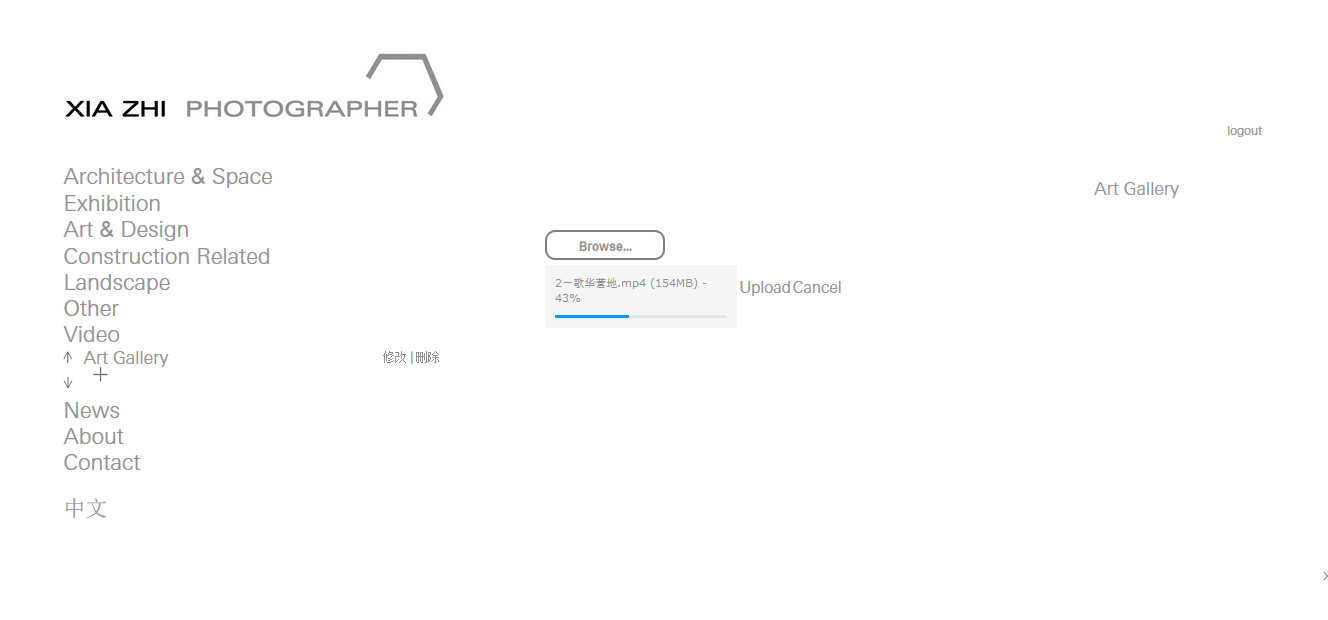 XIA ZHI PHOTOGRAPHER
logout
Architecture & Space
Exhibition
Art & Design
Construction Related
Landscape
Other
Video
↑ Art Gallery 修改 | 删除
+
↓
News
About
Contact
中文
Browse...
2一歌华营地.mp4 (154MB) -
43%
Upload Cancel
Art Gallery
x